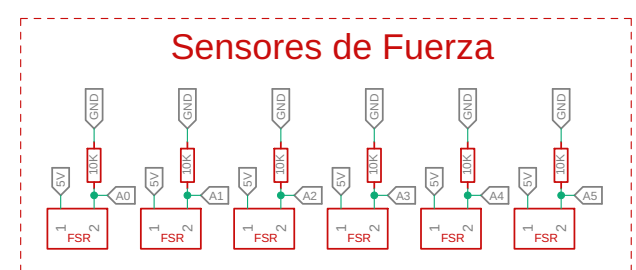 Sensores de Fuerza
GND GND GND GND GND GND
10K 10K 10K 10K 10K 10K
5V 5V 5V 5V 5V 5V
A0 A1 A2 A3 A4 A5
1 2 1 2 1 2 1 2 1 2 1 2
FSR FSR FSR FSR FSR FSR